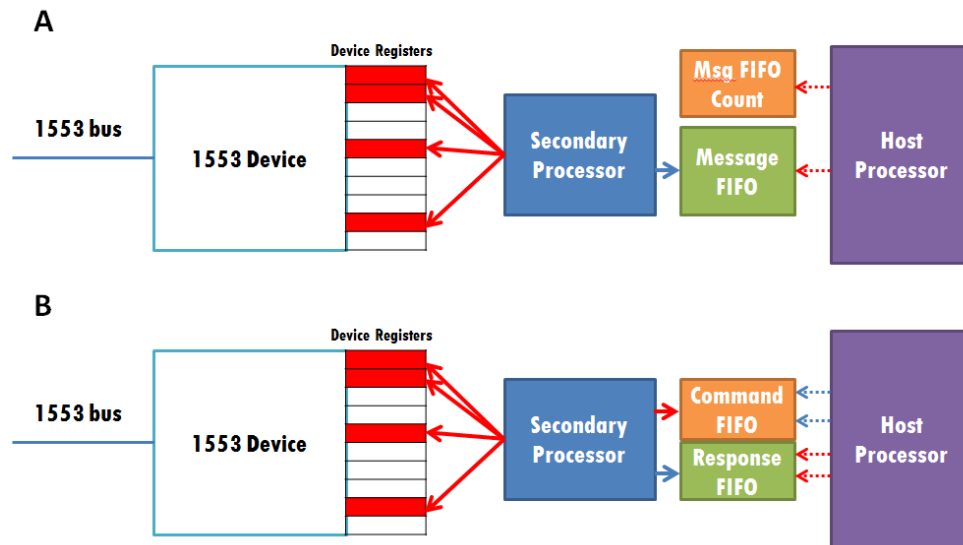 A
Device Registers
1553 bus
1553 Device
Secondary
Processor
Msg FIFO
Count
Message
FIFO
Host
Processor
B
Device Registers
1553 bus
1553 Device
Secondary
Processor
Command
FIFO
Response
FIFO
Host
Processor